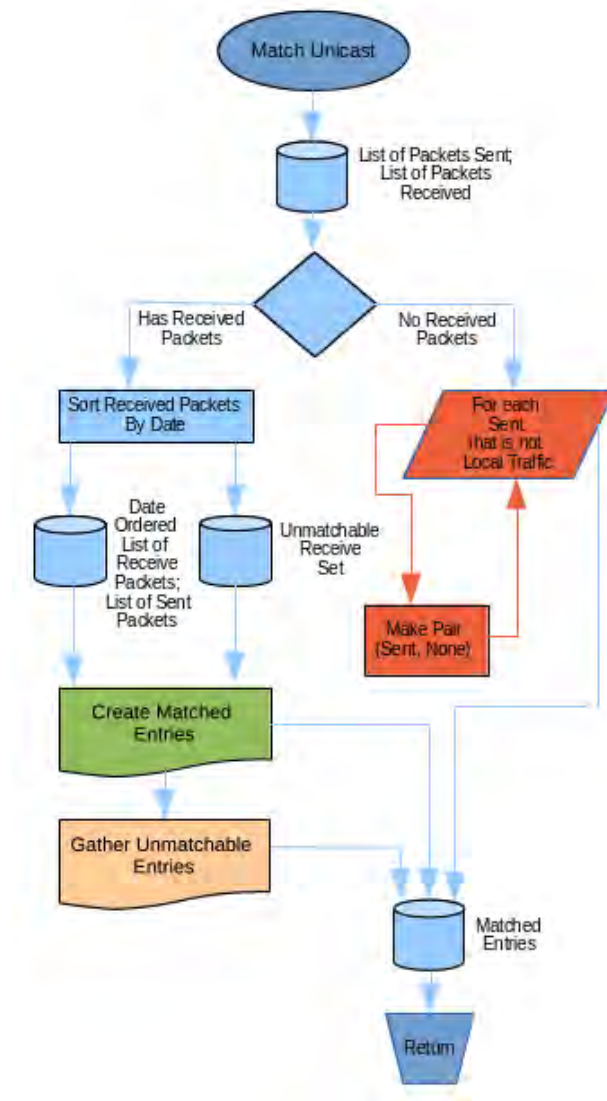 Match Unicast
List of Packets Sent;
List of Packets
Received
Has Received
Packets
No Received
Packets
Sort Received Packets
By Date
For each
Sent
that is not
Local Traffic
Date
Ordered
List of
Receive
Packets;
List of Sent
Packets
Unmatchable
Receive
Set
Make Pair
(Sent, None)
Create Matched
Entries
Gather Unmatchable
Entries
Matched
Entries
Return